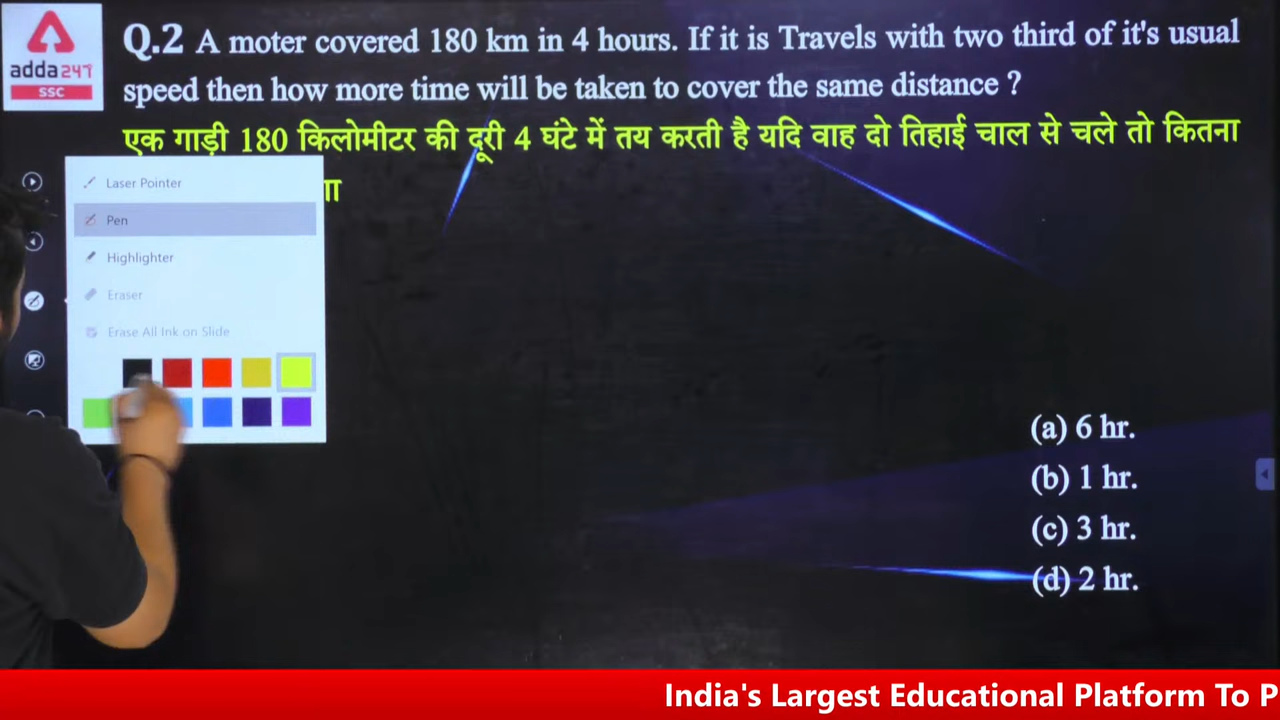 adda247
SSC
Q.2 A moter covered 180 km in 4 hours. If it is Travels with two third of it's usual
speed then how more time will be taken to cover the same distance ?
एक गाड़ी 180 किलोमीटर की दूरी 4 घंटे में तय करती है यदि वाह दो तिहाई चाल से चले तो कितना
Laser Pointer
Pen
Highlighter
Eraser
Erase All Ink on Slide
(a) 6 hr.
(b) 1 hr.
(c) 3 hr.
(d) 2 hr.
India's Largest Educational Platform To P